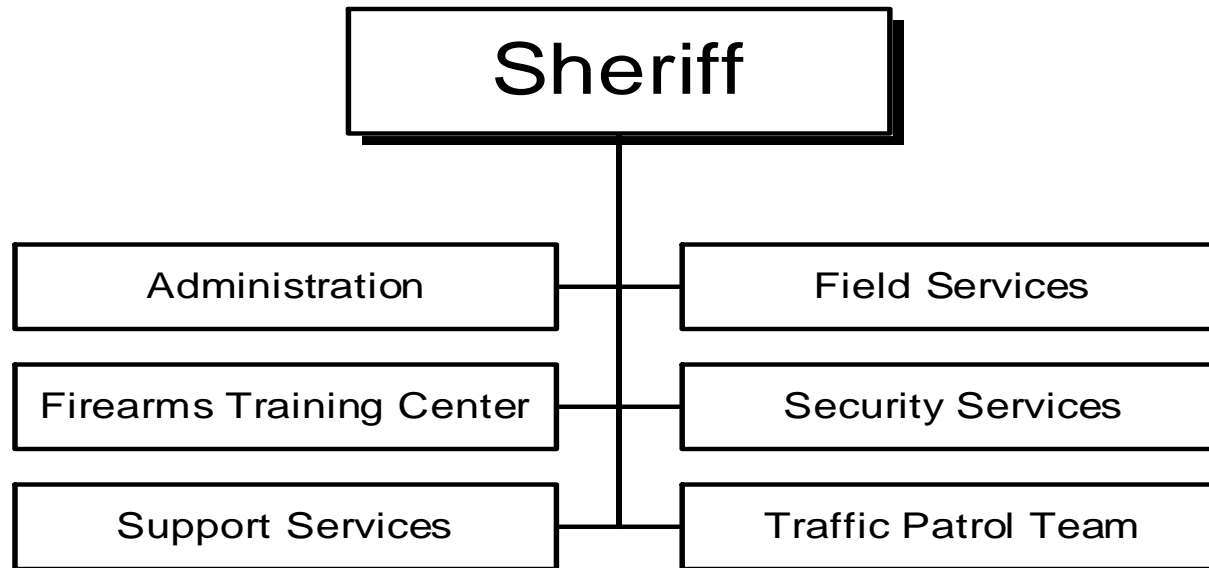 Sheriff
Administration
Field Services
Firearms Training Center
Security Services
Support Services
Traffic Patrol Team